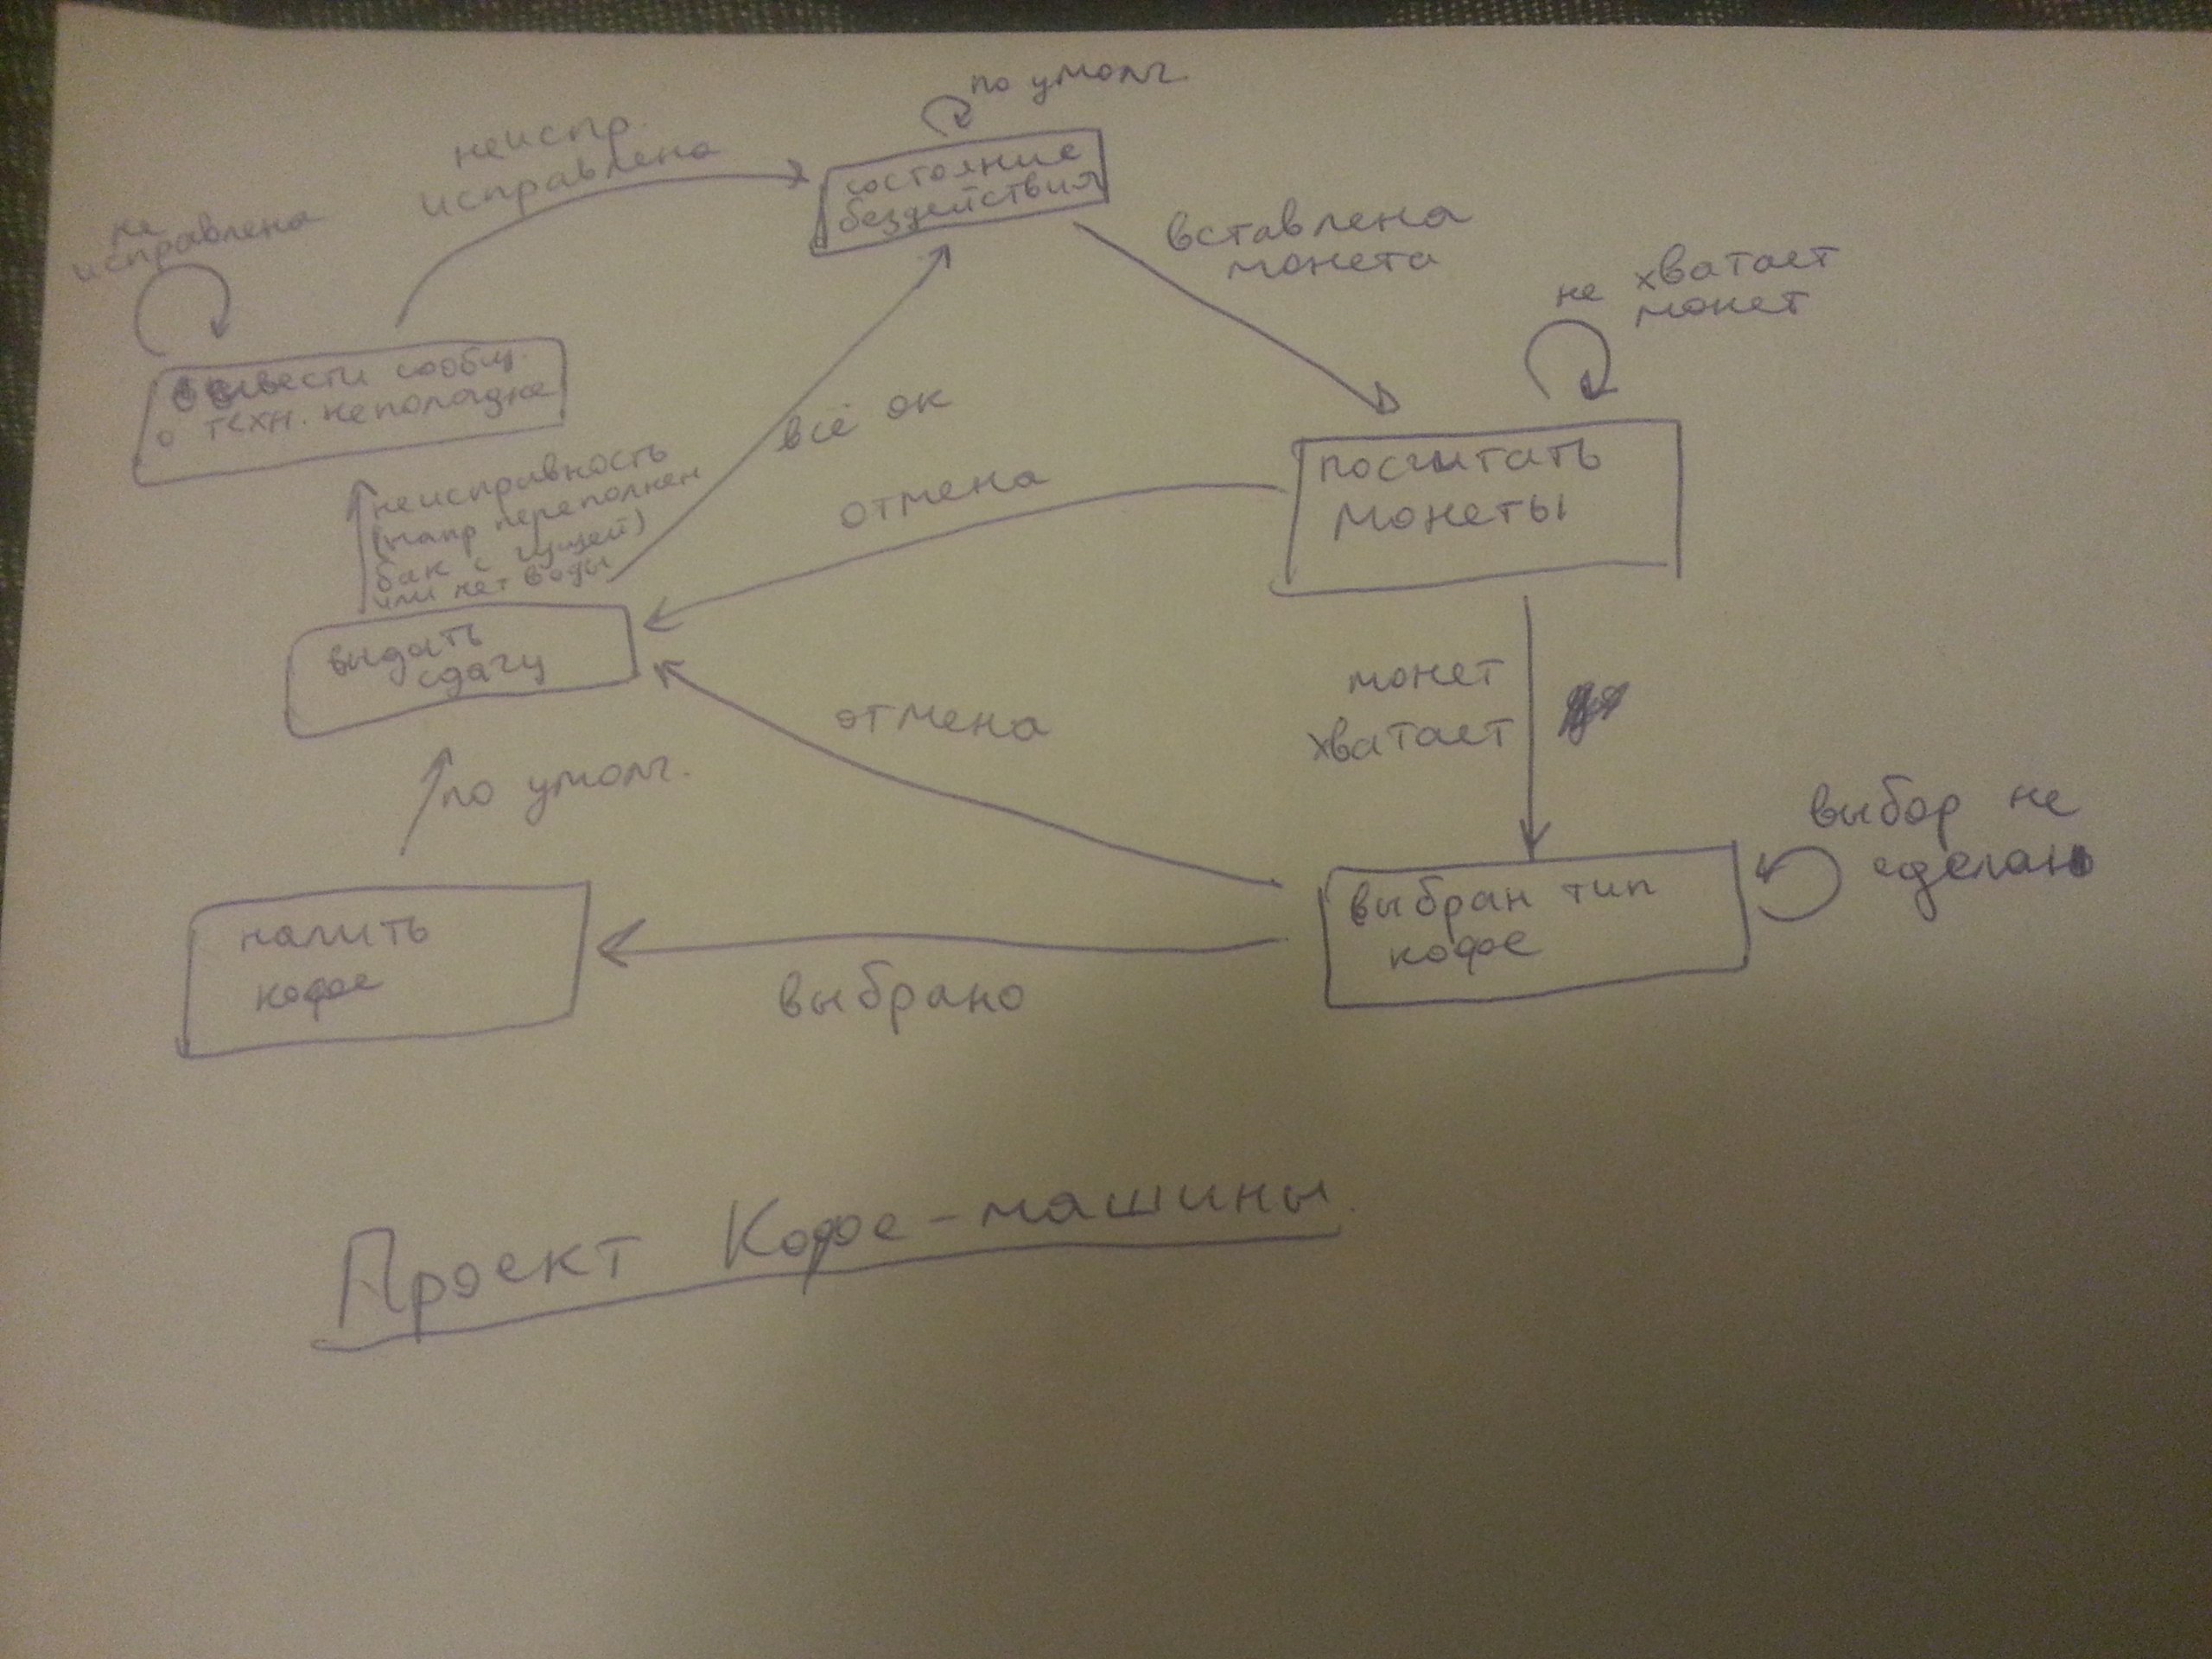 по умолч.
неиспр.
исправлена
состояние
бездействия
не
исправлена
вставлена
монета
не хватает
монет
вывести сообщ.
о техн. неполадке
всё ок
неисправность
(напр переполнен
бак с гущей)
или нет воды
отмена
посчитать
монеты
выдать
сдачу
монет
хватает
отмена
по умолч.
выбор не
сделан
выбран тип
кофе
налить
кофе
выбрано
Проект Кофе-машины.